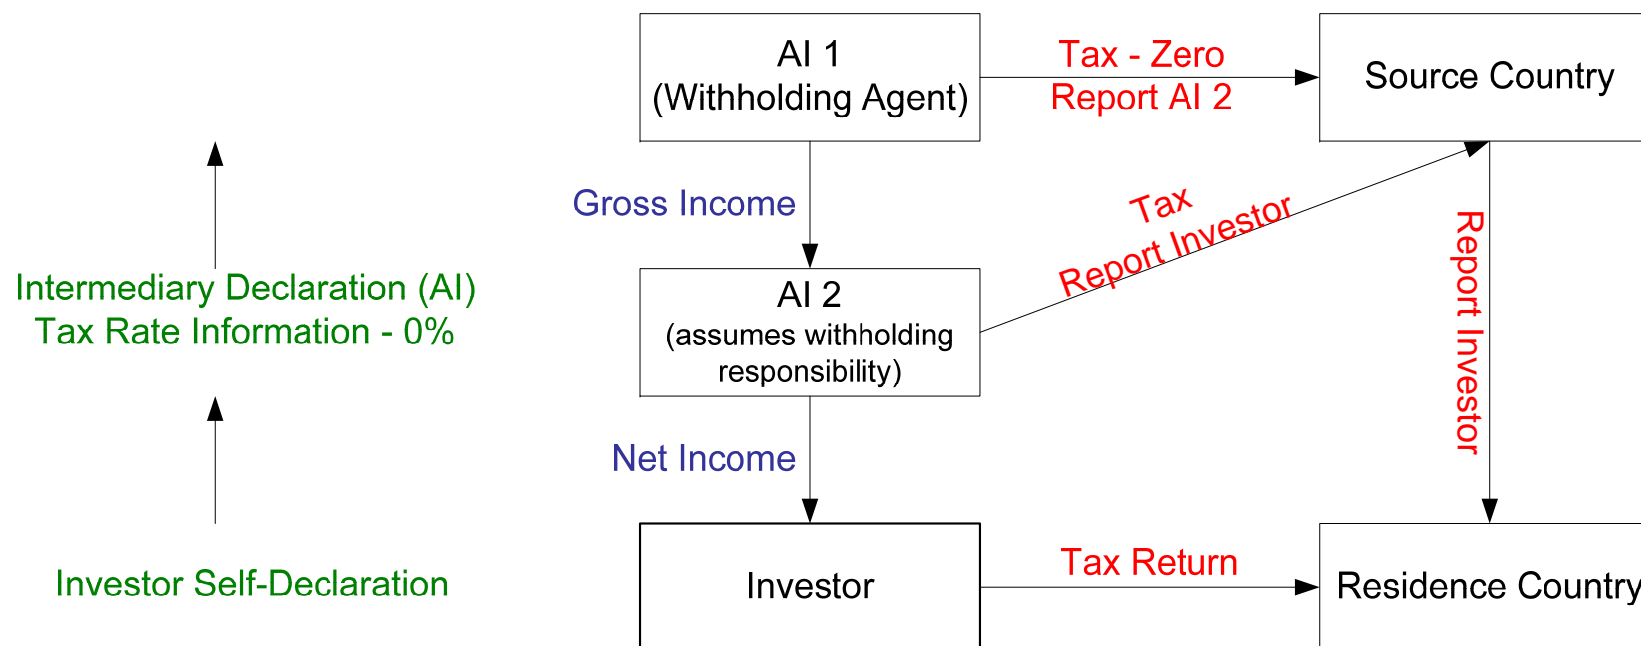 AI 1
(Withholding Agent)
Tax - Zero
Report AI 2
Source Country
Gross Income
Tax
Report Investor
Report Investor
Intermediary Declaration (AI)
Tax Rate Information - 0%
AI 2
(assumes withholding
responsibility)
Net Income
Investor Self-Declaration
Investor
Tax Return
Residence Country